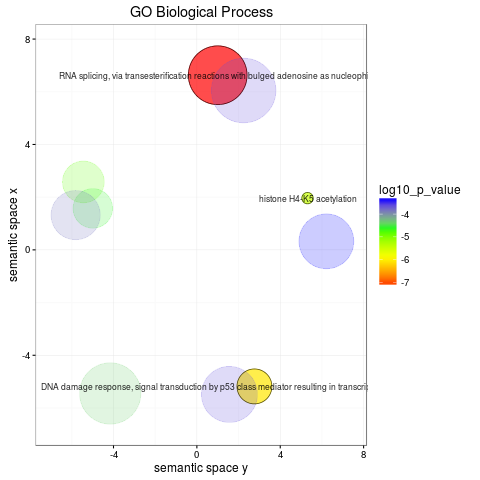 GO Biological Process
8
4
0
-4
-4
0
4
8
semantic space x
semantic space y
RNA splicing, via transesterification reactions with bulged adenosine as nucleophi
histone H4-K5 acetylation
DNA damage response, signal transduction by p53 class mediator resulting in transcri
log10_p_value
-4
-5
-6
-7